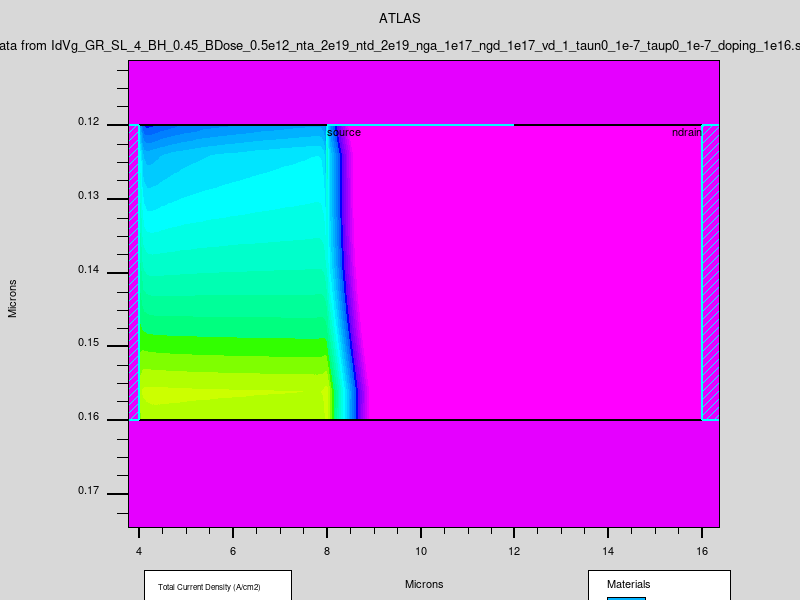 ATLAS
ata from IdVg_GR_SL_4_BH_0.45_BDose_0.5e12_nta_2e19_ntd_2e19_nga_1e17_ngd_1e17_vd_1_taun0_1e-7_taup0_1e-7_doping_1e16.s
0.12
source
ndrain
0.13
0.14
Microns
0.15
0.16
0.17
4 6 8 10 12 14 16
Total Current Density (A/cm2)
Microns
Materials